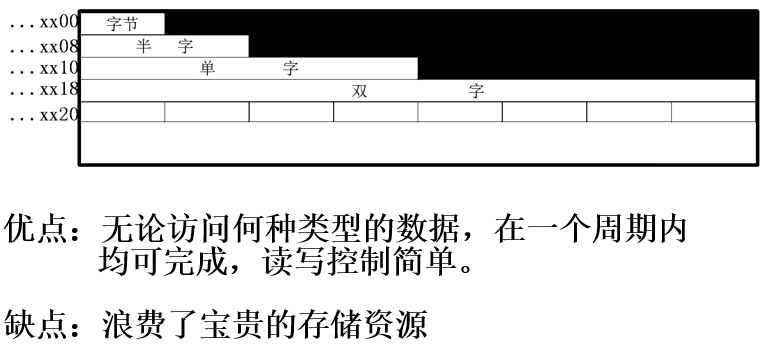 ...xx00 字节
...xx08 半 字
...xx10 单 字
...xx18 双 字
...xx20
优点：无论访问何种类型的数据，在一个周期内
均可完成，读写控制简单。
缺点：浪费了宝贵的存储资源